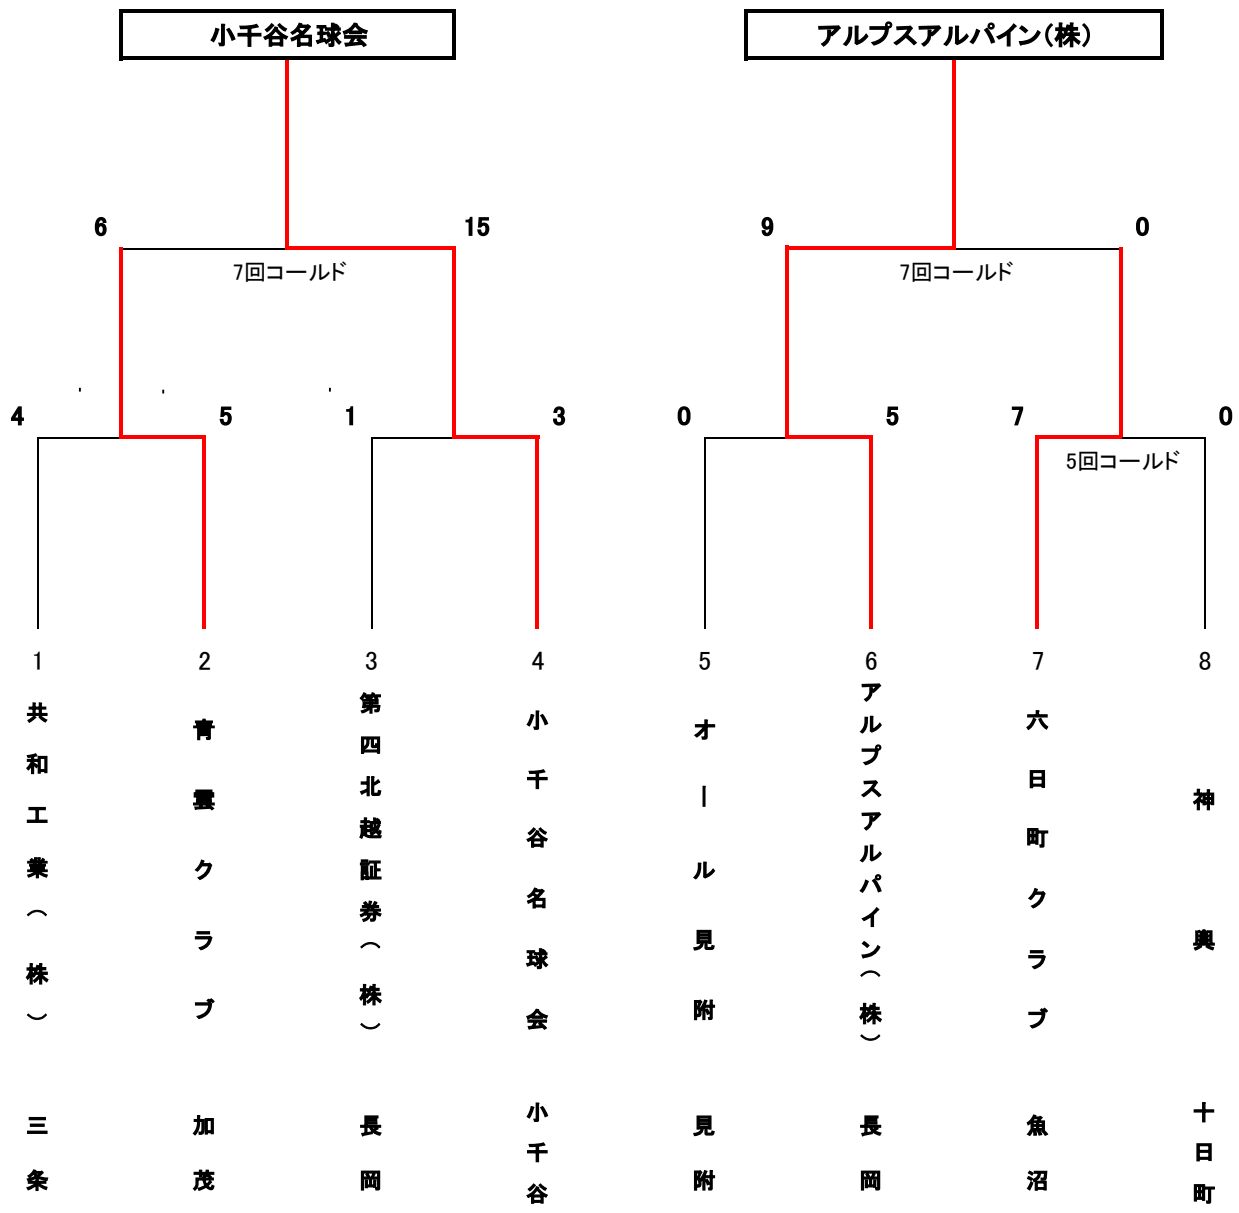 小千谷名球会
アルプスアルパイン(株)
6
15
9
0
7回コールド
7回コールド
4
5
1
3
0
5
7
0
5回コールド
1
2
3
4
5
6
7
8
共和工業(株)
青雲クラブ
第四北越証券(株)
小千谷名球会
オール見附
アルプスアルパイン(株)
六日町クラブ
神興
三条
加茂
長岡
小千谷
見附
長岡
魚沼
十日町